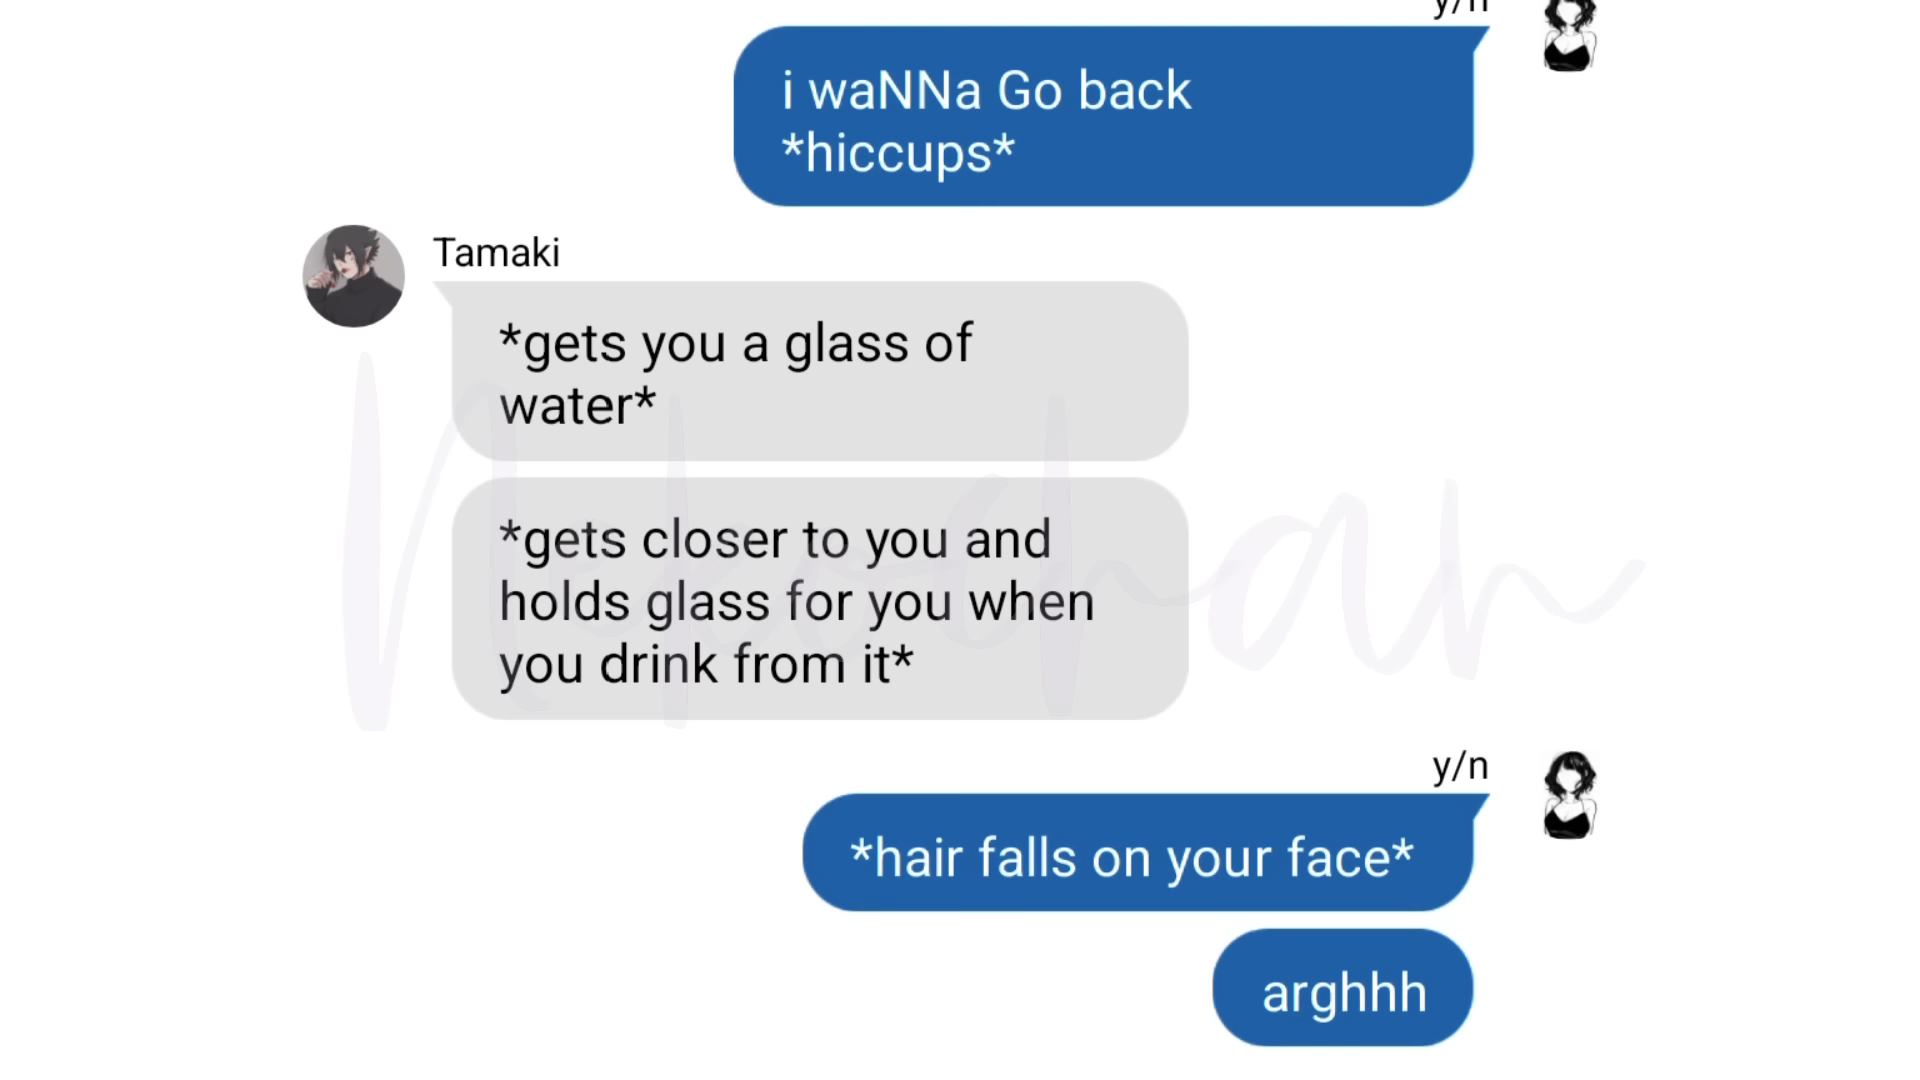 y/n
i waNNa Go back
*hiccups*
Tamaki
*gets you a glass of
water*
*gets closer to you and
holds glass for you when
you drink from it*
Nekochan
y/n
*hair falls on your face*
arghhh